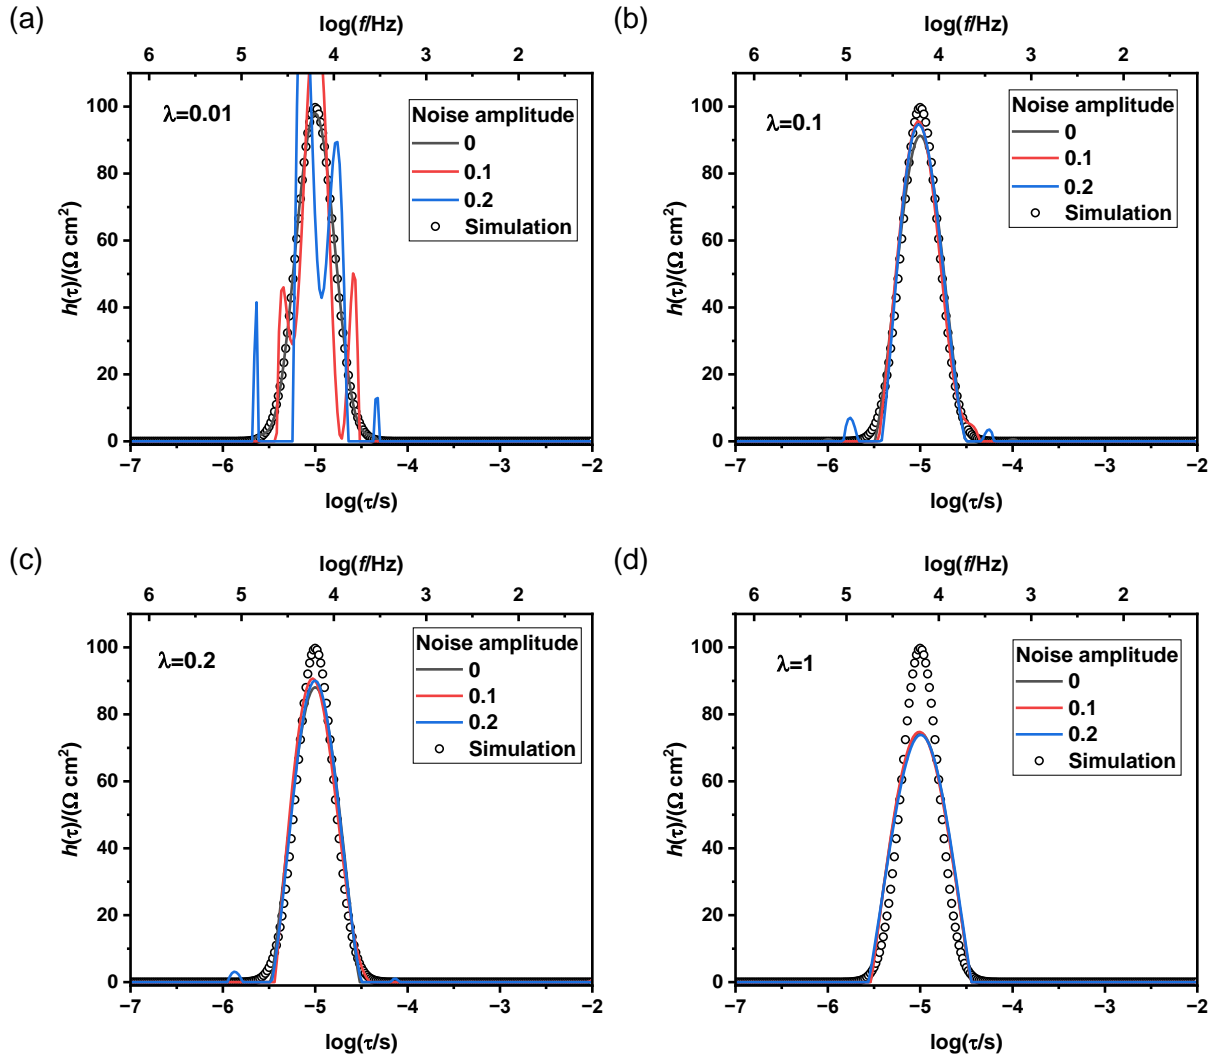 (a)
log(f/Hz)
6 5 4 3 2
λ=0.01
Noise amplitude
0
0.1
0.2
Simulation
h(τ)/(Ω cm²)
100
80
60
40
20
0
−7 −6 −5 −4 −3 −2
log(τ/s)
(b)
log(f/Hz)
6 5 4 3 2
λ=0.1
Noise amplitude
0
0.1
0.2
Simulation
h(τ)/(Ω cm²)
100
80
60
40
20
0
−7 −6 −5 −4 −3 −2
log(τ/s)
(c)
log(f/Hz)
6 5 4 3 2
λ=0.2
Noise amplitude
0
0.1
0.2
Simulation
h(τ)/(Ω cm²)
100
80
60
40
20
0
−7 −6 −5 −4 −3 −2
log(τ/s)
(d)
log(f/Hz)
6 5 4 3 2
λ=1
Noise amplitude
0
0.1
0.2
Simulation
h(τ)/(Ω cm²)
100
80
60
40
20
0
−7 −6 −5 −4 −3 −2
log(τ/s)